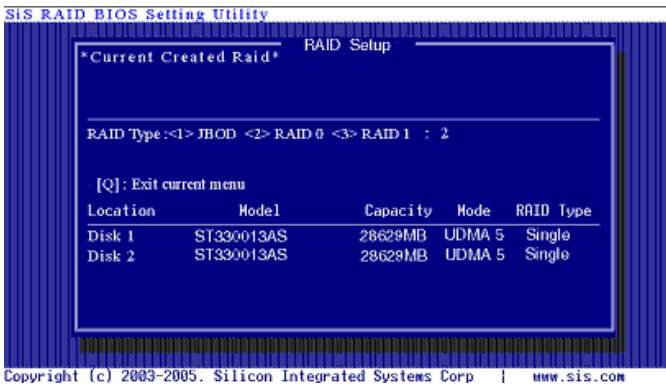 SiS RAID BIOS Setting Utility
RAID Setup
*Current Created Raid*
RAID Type :<1> JBOD <2> RAID 0 <3> RAID 1 : 2
[Q] : Exit current menu
Location Model Capacity Mode RAID Type
Disk 1 ST330013AS 28629MB UDMA 5 Single
Disk 2 ST330013AS 28629MB UDMA 5 Single
Copyright (c) 2003-2005. Silicon Integrated Systems Corp | www.sis.com